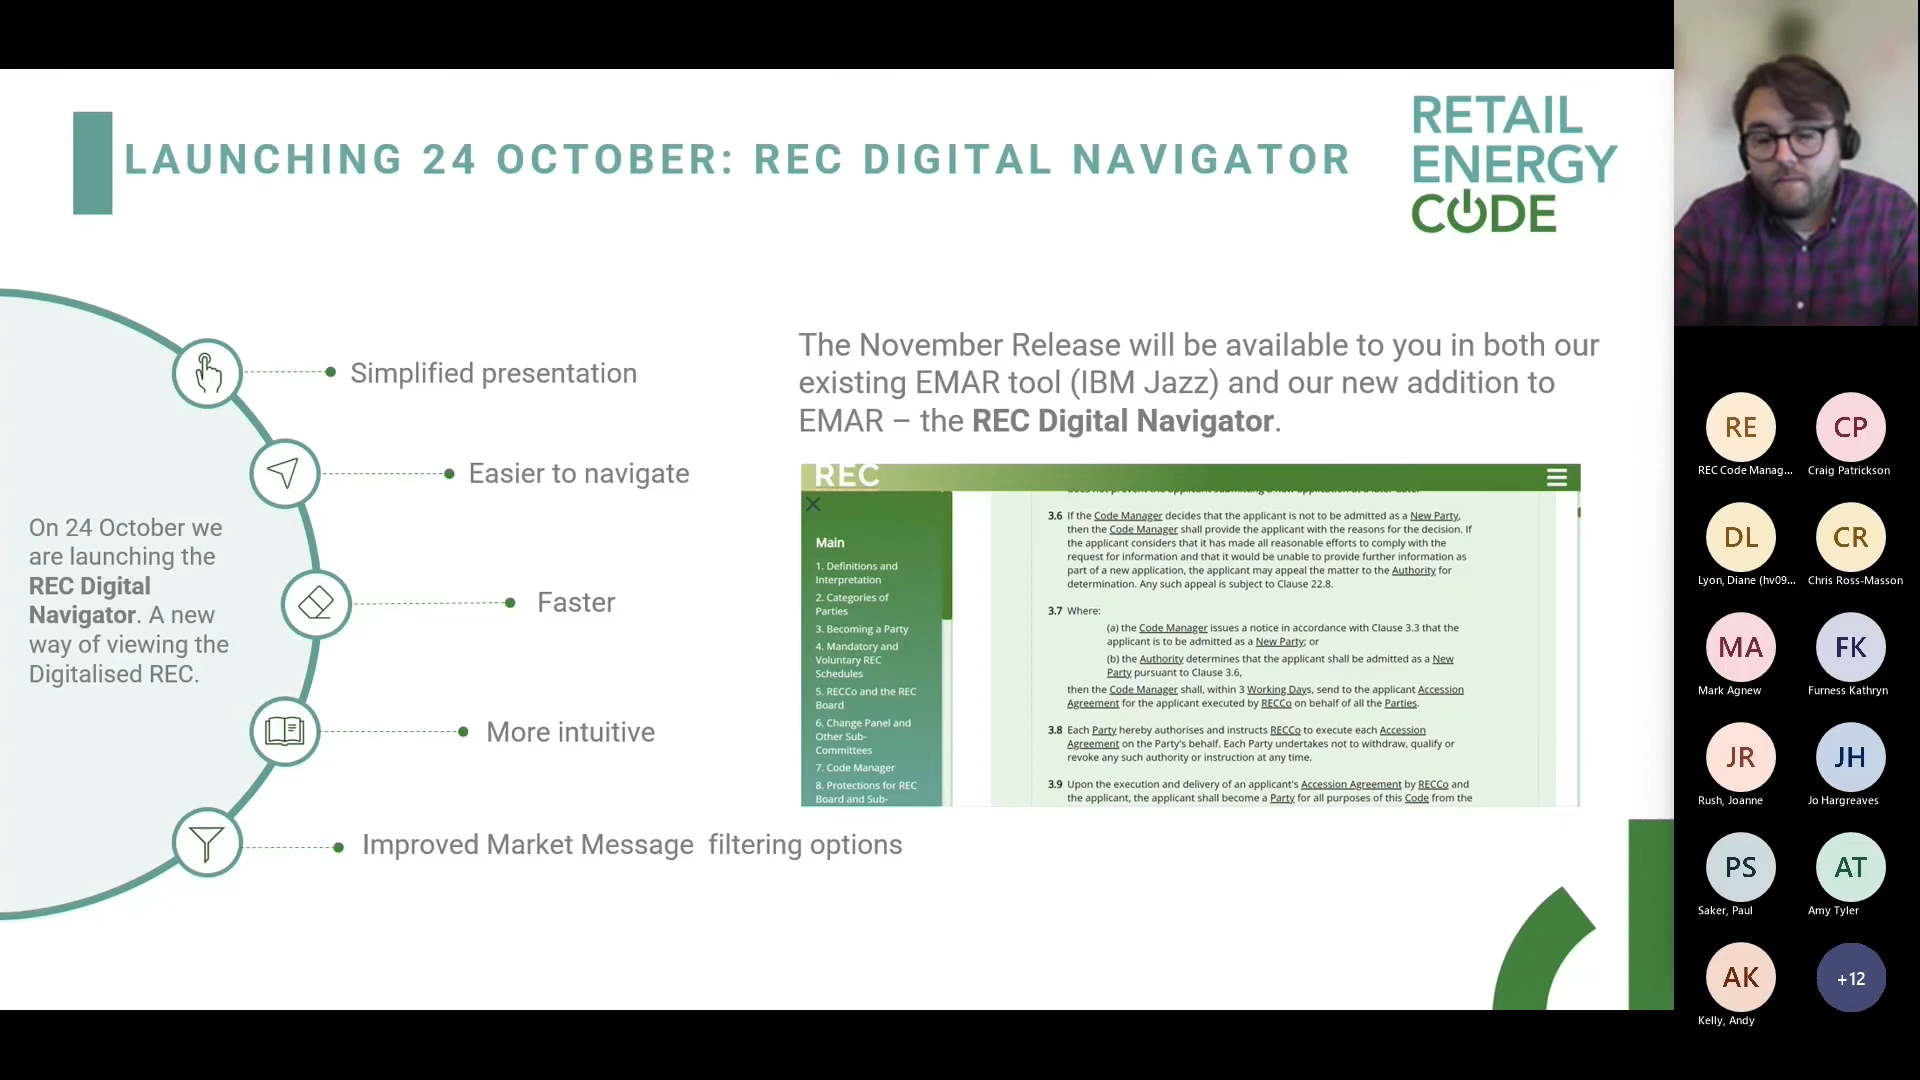 LAUNCHING 24 OCTOBER: REC DIGITAL NAVIGATOR
RETAIL
ENERGY
CODE
On 24 October we
are launching the
REC Digital
Navigator. A new
way of viewing the
Digitalised REC.
Simplified presentation
Easier to navigate
Faster
More intuitive
Improved Market Message filtering options
The November Release will be available to you in both our
existing EMAR tool (IBM Jazz) and our new addition to
EMAR – the REC Digital Navigator.
REC
Main
1. Definitions and
Interpretation
2. Categories of
Parties
3. Becoming a Party
4. Mandatory and
Voluntary REC
Schedules
5. RECCo and the REC
Board
6. Change Panel and
Other Sub-
Committees
7. Code Manager
8. Protections for REC
Board and Sub-
3.6 If the Code Manager decides that the applicant is not to be admitted as a New Party,
then the Code Manager shall provide the applicant with the reasons for the decision. If
the applicant considers that it has made all reasonable efforts to comply with the
request for information and that it would be unable to provide further information as
part of a new application, the applicant may appeal the matter to the Authority for
determination. Any such appeal is subject to Clause 22.8.
3.7 Where:
(a) the Code Manager issues a notice in accordance with Clause 3.3 that the
applicant is to be admitted as a New Party; or
(b) the Authority determines that the applicant shall be admitted as a New
Party pursuant to Clause 3.6,
then the Code Manager shall, within 3 Working Days, send to the applicant Accession
Agreement for the applicant executed by RECCo on behalf of all the Parties.
3.8 Each Party hereby authorises and instructs RECCo to execute each Accession
Agreement on the Party's behalf. Each Party undertakes not to withdraw, qualify or
revoke any such authority or instruction at any time.
3.9 Upon the execution and delivery of an applicant's Accession Agreement by RECCo and
the applicant, the applicant shall become a Party for all purposes of this Code from the
RE
REC Code Manag...
CP
Craig Patrickson
DL
Lyon, Diane (hv09...
CR
Chris Ross-Masson
MA
Mark Agnew
FK
Furness Kathryn
JR
Rush, Joanne
JH
Jo Hargreaves
PS
Saker, Paul
AT
Amy Tyler
AK
Kelly, Andy
+12